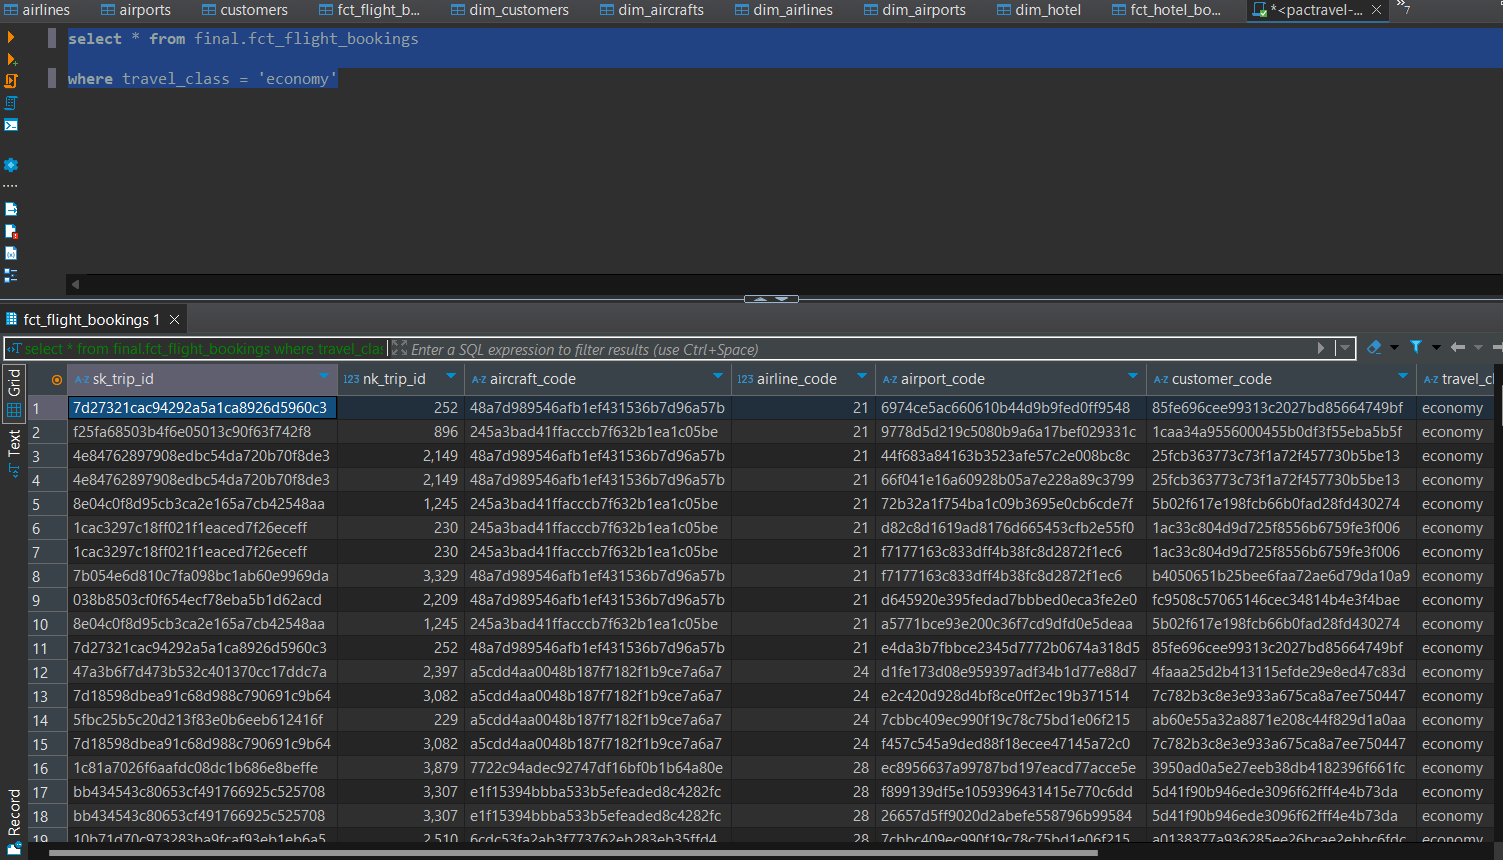 airlines airports customers fct_flight_b... dim_customers dim_aircrafts dim_airlines dim_airports dim_hotel fct_hotel_bo... *<pactravel-... »7
select * from final.fct_flight_bookings
where travel_class = 'economy'
fct_flight_bookings 1
select * from final.fct_flight_bookings where travel_clas Enter a SQL expression to filter results (use Ctrl+Space)
Grid
Text
Record
A-Z sk_trip_id 123 nk_trip_id A-Z aircraft_code 123 airline_code A-Z airport_code A-Z customer_code A-Z travel_cl
1 7d27321cac94292a5a1ca8926d5960c3 252 48a7d989546afb1ef431536b7d96a57b 21 6974ce5ac660610b44d9b9fed0ff9548 85fe696cee99313c2027bd85664749bf economy
2 f25fa68503b4f6e05013c90f63f742f8 896 245a3bad41ffacccb7f632b1ea1c05be 21 9778d5d219c5080b9a6a17bef029331c 1caa34a9556000455b0df3f55eba5b5f economy
3 4e84762897908edbc54da720b70f8de3 2,149 48a7d989546afb1ef431536b7d96a57b 21 44f683a84163b3523afe57c2e008bc8c 25fcb363773c73f1a72f457730b5be13 economy
4 4e84762897908edbc54da720b70f8de3 2,149 48a7d989546afb1ef431536b7d96a57b 21 66f041e16a60928b05a7e228a89c3799 25fcb363773c73f1a72f457730b5be13 economy
5 8e04c0f8d95cb3ca2e165a7cb42548aa 1,245 245a3bad41ffacccb7f632b1ea1c05be 21 72b32a1f754ba1c09b3695e0cb6cde7f 5b02f617e198fcb66b0fad28fd430274 economy
6 1cac3297c18ff021f1eaced7f26eceff 230 245a3bad41ffacccb7f632b1ea1c05be 21 d82c8d1619ad8176d665453cfb2e55f0 1ac33c804d9d725f8556b6759fe3f006 economy
7 1cac3297c18ff021f1eaced7f26eceff 230 245a3bad41ffacccb7f632b1ea1c05be 21 f7177163c833dff4b38fc8d2872f1ec6 1ac33c804d9d725f8556b6759fe3f006 economy
8 7b054e6d810c7fa098bc1ab60e9969da 3,329 48a7d989546afb1ef431536b7d96a57b 21 f7177163c833dff4b38fc8d2872f1ec6 b4050651b25bee6faa72ae6d79da10a9 economy
9 038b8503cf0f654ecf78eba5b1d62acd 2,209 48a7d989546afb1ef431536b7d96a57b 21 d645920e395fedad7bbbed0eca3fe2e0 fc9508c57065146cec34814b4e3f4bae economy
10 8e04c0f8d95cb3ca2e165a7cb42548aa 1,245 245a3bad41ffacccb7f632b1ea1c05be 21 a5771bce93e200c36f7cd9dfd0e5deaa 5b02f617e198fcb66b0fad28fd430274 economy
11 7d27321cac94292a5a1ca8926d5960c3 252 48a7d989546afb1ef431536b7d96a57b 21 e4da3b7fbbce2345d7772b0674a318d5 85fe696cee99313c2027bd85664749bf economy
12 47a3b6f7d473b532c401370cc17ddc7a 2,397 a5cdd4aa0048b187f7182f1b9ce7a6a7 24 d1fe173d08e959397adf34b1d77e88d7 4faaa25d2b413115efde29e8ed47c83d economy
13 7d18598dbea91c68d988c790691c9b64 3,082 a5cdd4aa0048b187f7182f1b9ce7a6a7 24 e2c420d928d4bf8ce0ff2ec19b371514 7c782b3c8e3e933a675ca8a7ee750447 economy
14 5fbc25b5c20d213f83e0b6eeb612416f 229 a5cdd4aa0048b187f7182f1b9ce7a6a7 24 7cbbc409ec990f19c78c75bd1e06f215 ab60e55a32a8871e208c44f829d1a0aa economy
15 7d18598dbea91c68d988c790691c9b64 3,082 a5cdd4aa0048b187f7182f1b9ce7a6a7 24 f457c545a9ded88f18ecee47145a72c0 7c782b3c8e3e933a675ca8a7ee750447 economy
16 1c81a7026f6aafdc08dc1b686e8beffe 3,879 7722c94adec92747df16bf0b1b64a80e 28 ec8956637a99787bd197eacd77acce5e 3950ad0a5e27eeb38db4182396f661fc economy
17 bb434543c80653cf491766925c525708 3,307 e1f15394bbba533b5efeaded8c4282fc 28 f899139df5e1059396431415e770c6dd 5d41f90b946ede3096f62fff4e4b73da economy
18 bb434543c80653cf491766925c525708 3,307 e1f15394bbba533b5efeaded8c4282fc 28 26657d5ff9020d2abefe558796b99584 5d41f90b946ede3096f62fff4e4b73da economy
19 10b71d70c973283ba9fcaf93eb1eb6a5 2,510 6cdc53fa2ab3f773762eb283eb35ffd4 28 7cbbc409ec990f19c78c75bd1e06f215 a0138377a936285ee26bcae2ebbc6fdc economy